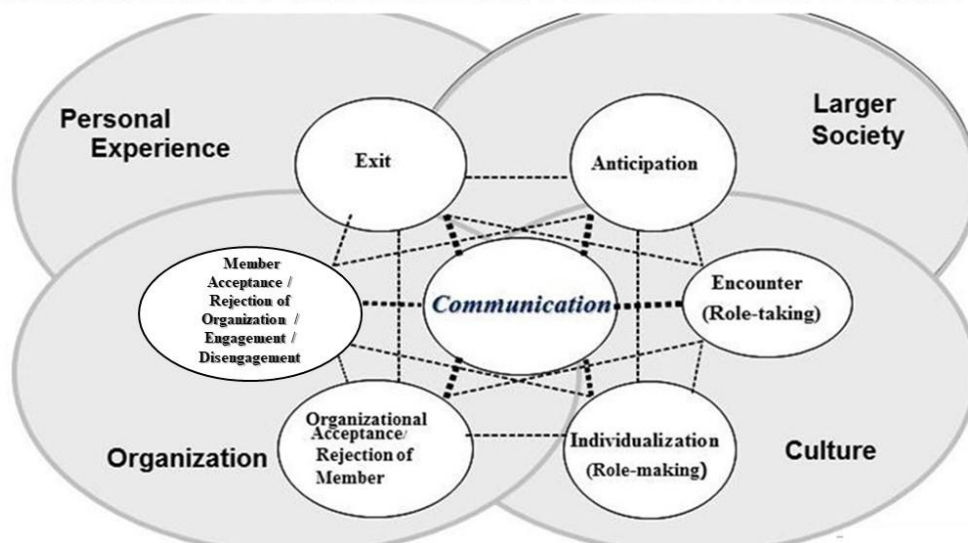 Personal
Experience
Larger
Society
Exit
Anticipation
Member
Acceptance /
Rejection of
Organization /
Engagement /
Disengagement
Communication
Encounter
(Role-taking)
Organizational
Acceptance/
Rejection of
Member
Individualization
(Role-making)
Organization
Culture